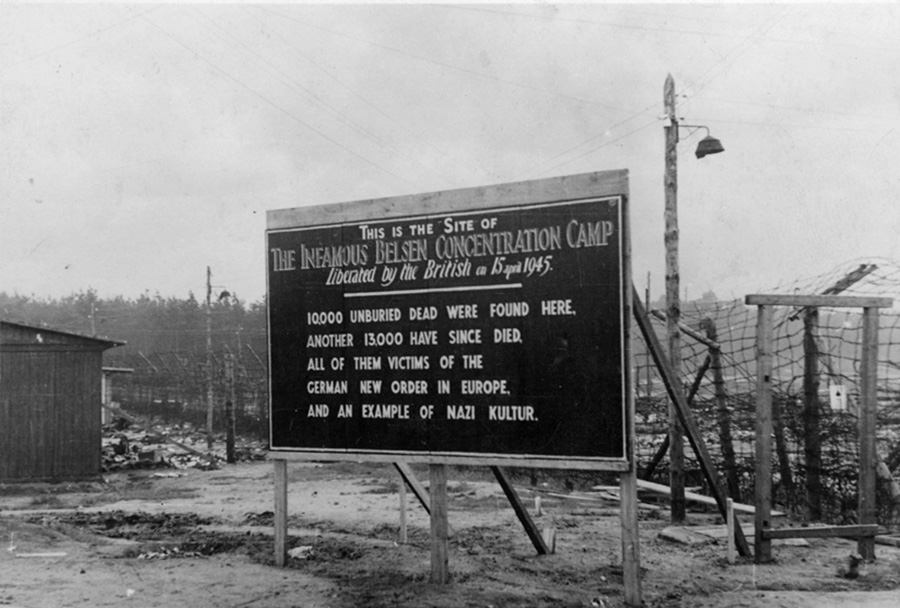 THIS IS THE SITE OF
THE INFAMOUS BELSEN CONCENTRATION CAMP
Liberated by the British on 15 april 1945.
10,000 UNBURIED DEAD WERE FOUND HERE,
ANOTHER 13,000 HAVE SINCE DIED,
ALL OF THEM VICTIMS OF THE
GERMAN NEW ORDER IN EUROPE,
AND AN EXAMPLE OF NAZI KULTUR.